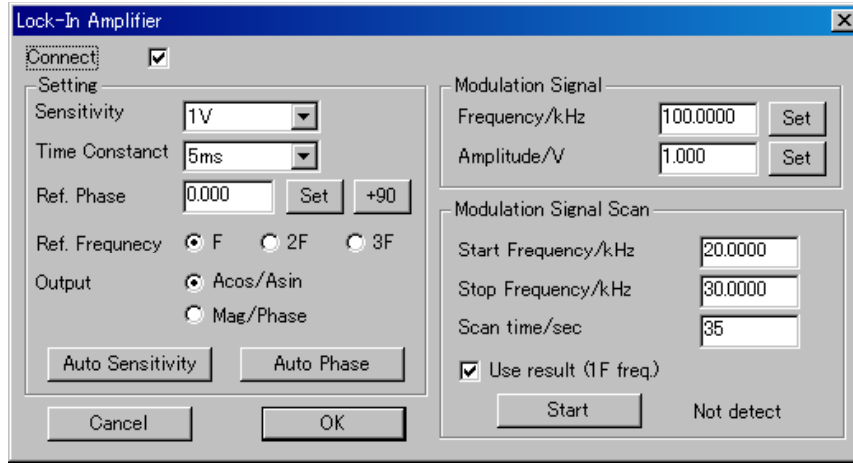 Lock-In Amplifier
Connect
Setting
Sensitivity 1V
Time Constanct 5ms
Ref. Phase 0.000 Set +90
Ref. Frequnecy F 2F 3F
Output Acos/Asin
Mag/Phase
Auto Sensitivity Auto Phase
Cancel OK
Modulation Signal
Frequency/kHz 100.0000 Set
Amplitude/V 1.000 Set
Modulation Signal Scan
Start Frequency/kHz 20.0000
Stop Frequency/kHz 30.0000
Scan time/sec 35
Use result (1F freq.)
Start Not detect